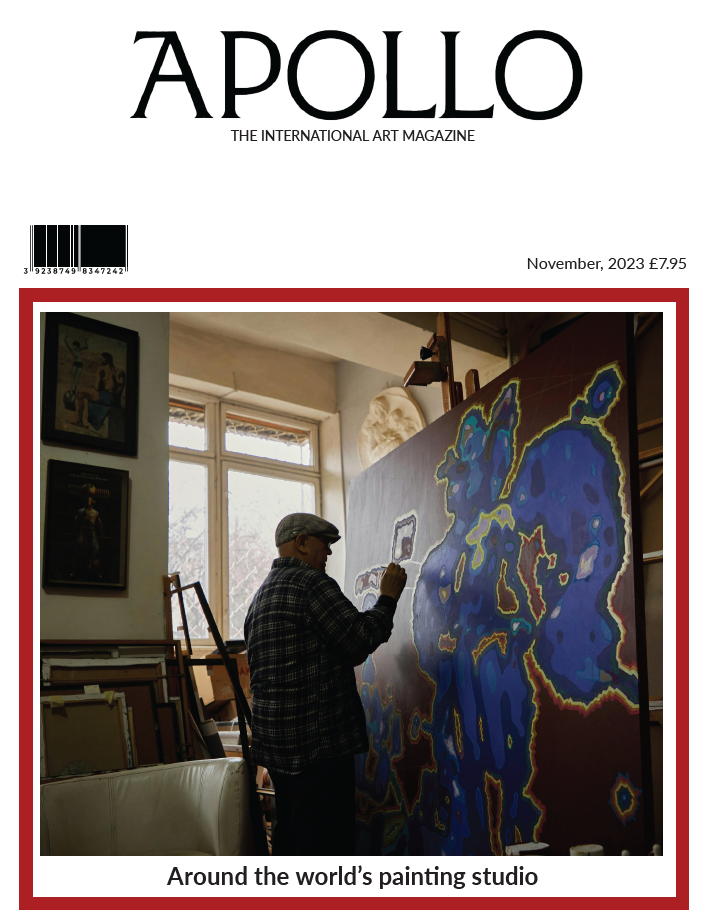 APOLLO
THE INTERNATIONAL ART MAGAZINE
3 9238749 8347242
November, 2023 £7.95
Around the world’s painting studio